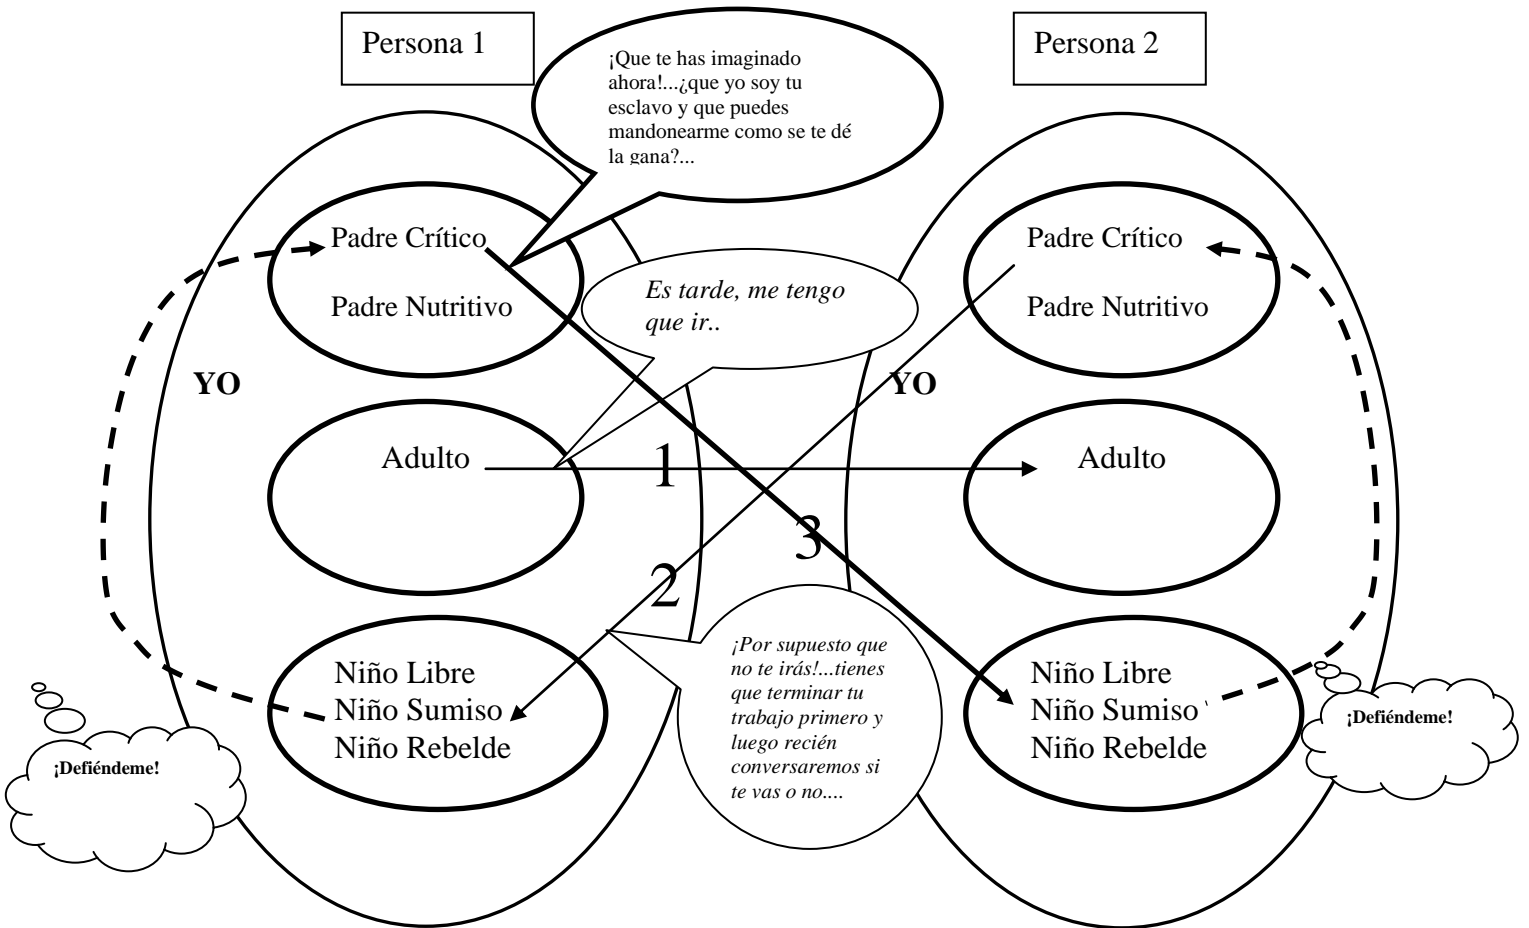 Persona 1
Persona 2
¡Que te has imaginado
ahora!...¿que yo soy tu
esclavo y que puedes
mandonearme como se te dé
la gana?...
Padre Crítico
Padre Nutritivo
Es tarde, me tengo
que ir..
Padre Crítico
Padre Nutritivo
YO
YO
Adulto
1
Adulto
3
2
Niño Libre
Niño Sumiso
Niño Rebelde
¡Por supuesto que
no te irás!...tienes
que terminar tu
trabajo primero y
luego recién
conversaremos si
te vas o no....
Niño Libre
Niño Sumiso
Niño Rebelde
¡Defiéndeme!
¡Defiéndeme!